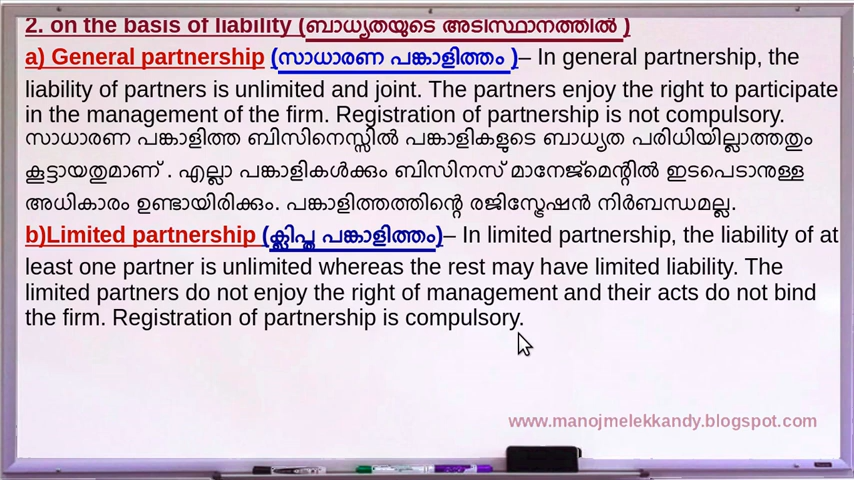 2. on the basis of liability (ബാധ്യതയുടെ അടിസ്ഥാനത്തിൽ )
a) General partnership (സാധാരണ പങ്കാളിത്തം )– In general partnership, the
liability of partners is unlimited and joint. The partners enjoy the right to participate
in the management of the firm. Registration of partnership is not compulsory.
സാധാരണ പങ്കാളിത്ത ബിസിനെസ്സിൽ പങ്കാളികളുടെ ബാധ്യത പരിധിയില്ലാത്തതും
കൂട്ടായതുമാണ് . എല്ലാ പങ്കാളികൾക്കും ബിസിനസ് മാനേജ്മെന്റിൽ ഇടപെടാനുള്ള
അധികാരം ഉണ്ടായിരിക്കും. പങ്കാളിത്തത്തിന്റെ രജിസ്ട്രേഷൻ നിർബന്ധമല്ല.
b)Limited partnership (ക്ലിപ്ത പങ്കാളിത്തം)– In limited partnership, the liability of at
least one partner is unlimited whereas the rest may have limited liability. The
limited partners do not enjoy the right of management and their acts do not bind
the firm. Registration of partnership is compulsory.
www.manojmelekkandy.blogspot.com